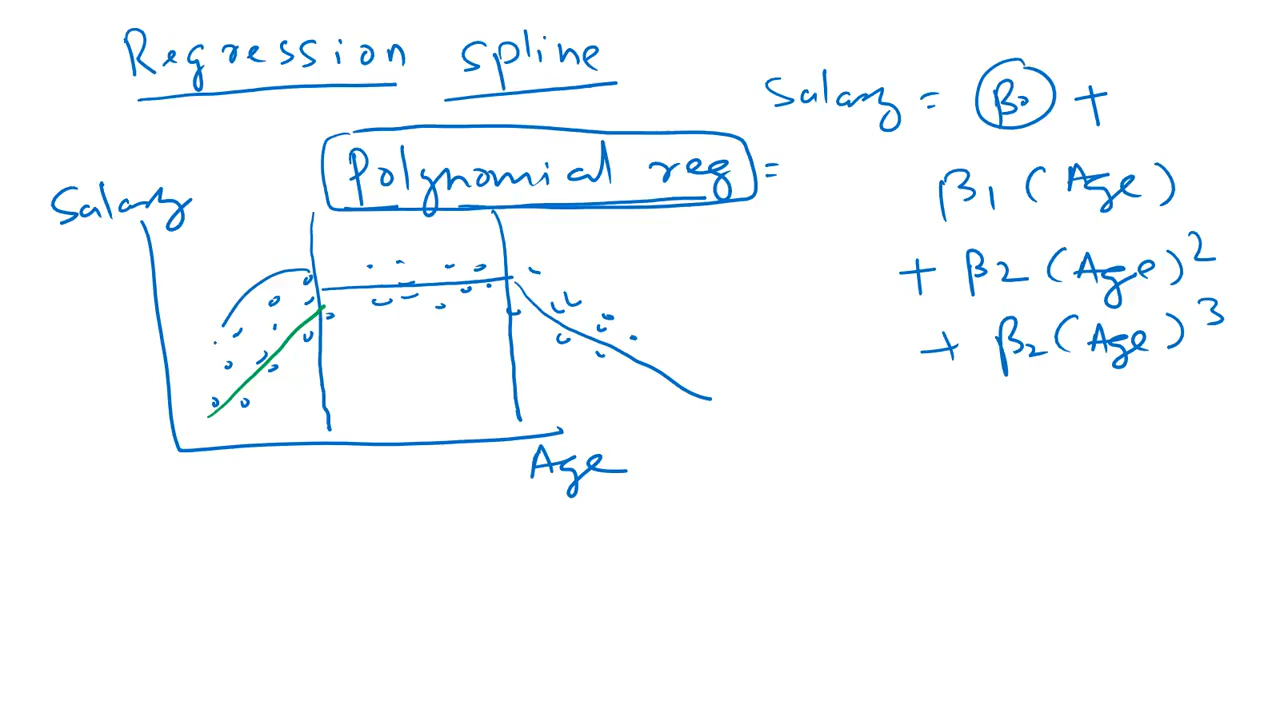 Regression spline
Polynomial reg =
Salary = β0 +
β1 (Age)
+ β2 (Age)²
+ β2 (Age)³
Salary
Age